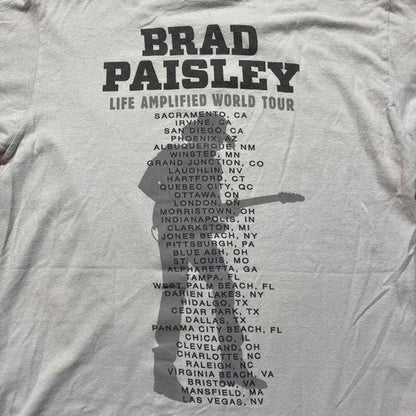 BRAD
PAISLEY
LIFE AMPLIFIED WORLD TOUR
SACRAMENTO, CA
IRVINE, CA
SAN DIEGO, CA
PHOENIX, AZ
ALBUQUERQUE, NM
WINSTED, MN
GRAND JUNCTION, CO
LAUGHLIN, NV
HARTFORD, CT
QUEBEC CITY, QC
OTTAWA, ON
LONDON, ON
MORRISTOWN, OH
INDIANAPOLIS, IN
CLARKSTON, MI
JONES BEACH, NY
PITTSBURGH, PA
BLUE ASH, OH
ST. LOUIS, MO
ALPHARETTA, GA
TAMPA, FL
WEST PALM BEACH, FL
DARIEN LAKES, NY
HIDALGO, TX
CEDAR PARK, TX
DALLAS, TX
PANAMA CITY BEACH, FL
CHICAGO, IL
CLEVELAND, OH
CHARLOTTE, NC
RALEIGH, NC
VIRGINIA BEACH, VA
BRISTOW, VA
MANSFIELD, MA
LAS VEGAS, NV